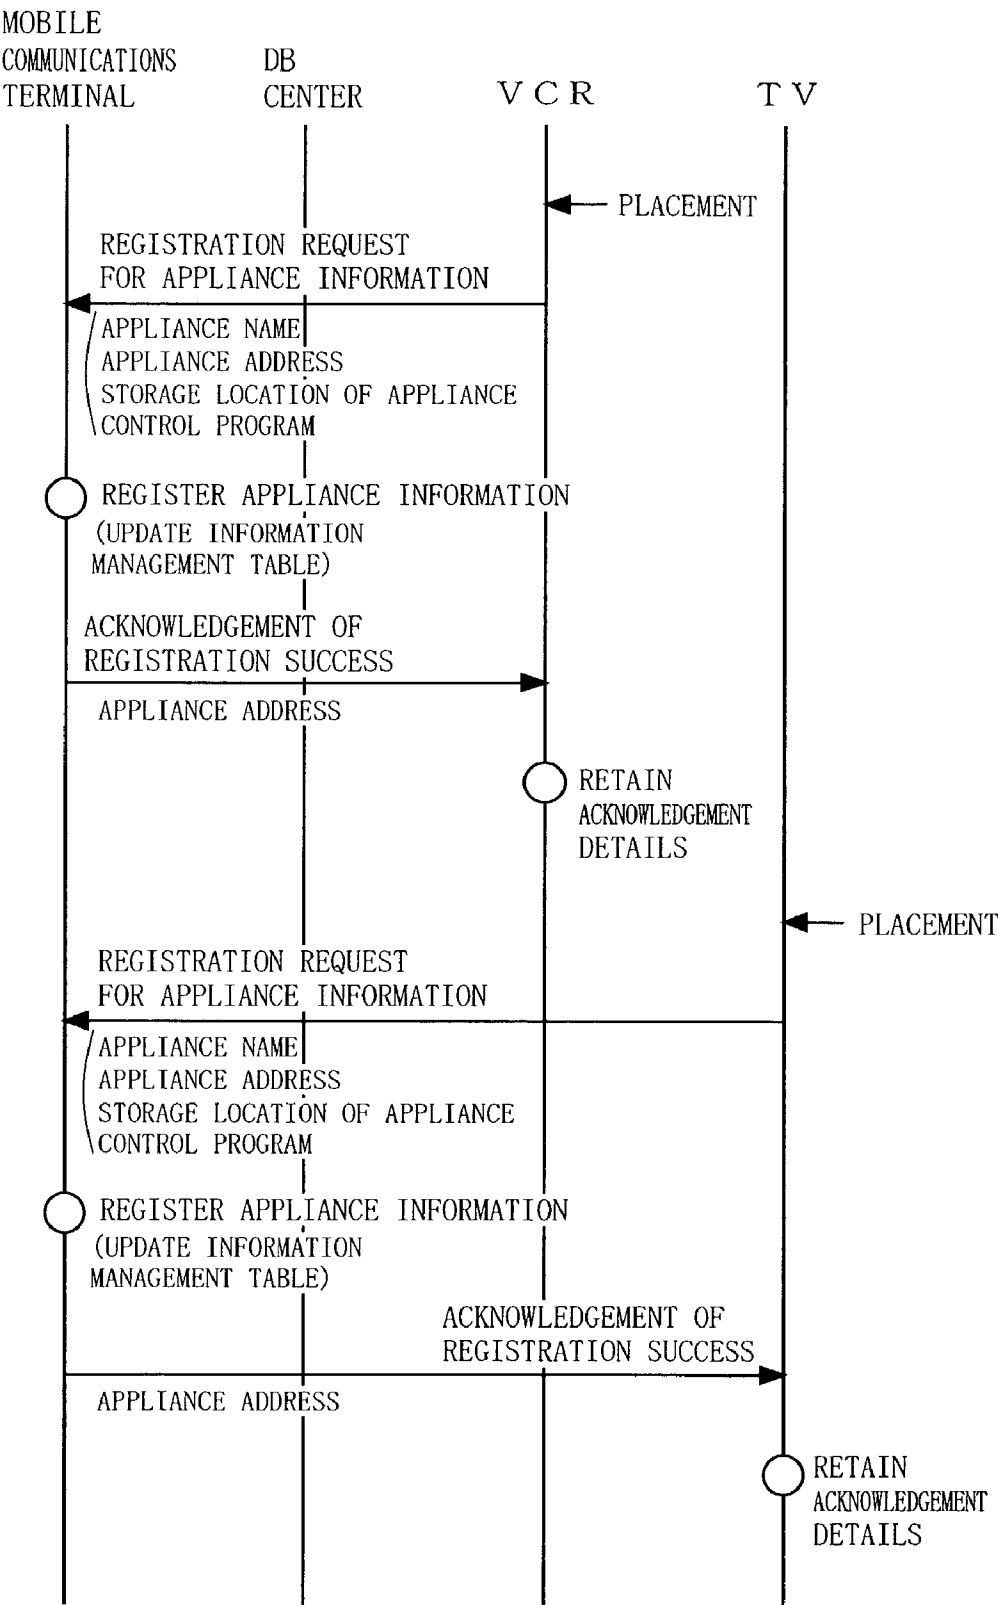 MOBILE
COMMUNICATIONS
TERMINAL
DB
CENTER
VCR
TV
PLACEMENT
REGISTRATION REQUEST
FOR APPLIANCE INFORMATION
APPLIANCE NAME
APPLIANCE ADDRESS
STORAGE LOCATION OF APPLIANCE
CONTROL PROGRAM
REGISTER APPLIANCE INFORMATION
(UPDATE INFORMATION
MANAGEMENT TABLE)
ACKNOWLEDGEMENT OF
REGISTRATION SUCCESS
APPLIANCE ADDRESS
RETAIN
ACKNOWLEDGEMENT
DETAILS
PLACEMENT
REGISTRATION REQUEST
FOR APPLIANCE INFORMATION
APPLIANCE NAME
APPLIANCE ADDRESS
STORAGE LOCATION OF APPLIANCE
CONTROL PROGRAM
REGISTER APPLIANCE INFORMATION
(UPDATE INFORMATION
MANAGEMENT TABLE)
ACKNOWLEDGEMENT OF
REGISTRATION SUCCESS
APPLIANCE ADDRESS
RETAIN
ACKNOWLEDGEMENT
DETAILS